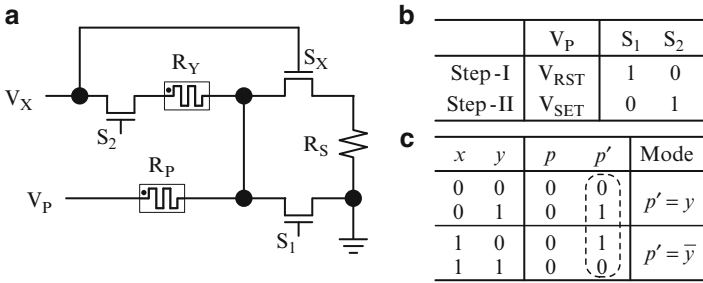 a
V_X
S_2
R_Y
S_X
R_S
V_P
R_P
S_1
b
V_P S_1 S_2
Step-I V_RST 1 0
Step-II V_SET 0 1
c
x y p p′ Mode
0 0 0 0
0 1 0 1
p′ = y
1 0 0 1
1 1 0 0
p′ = y̅